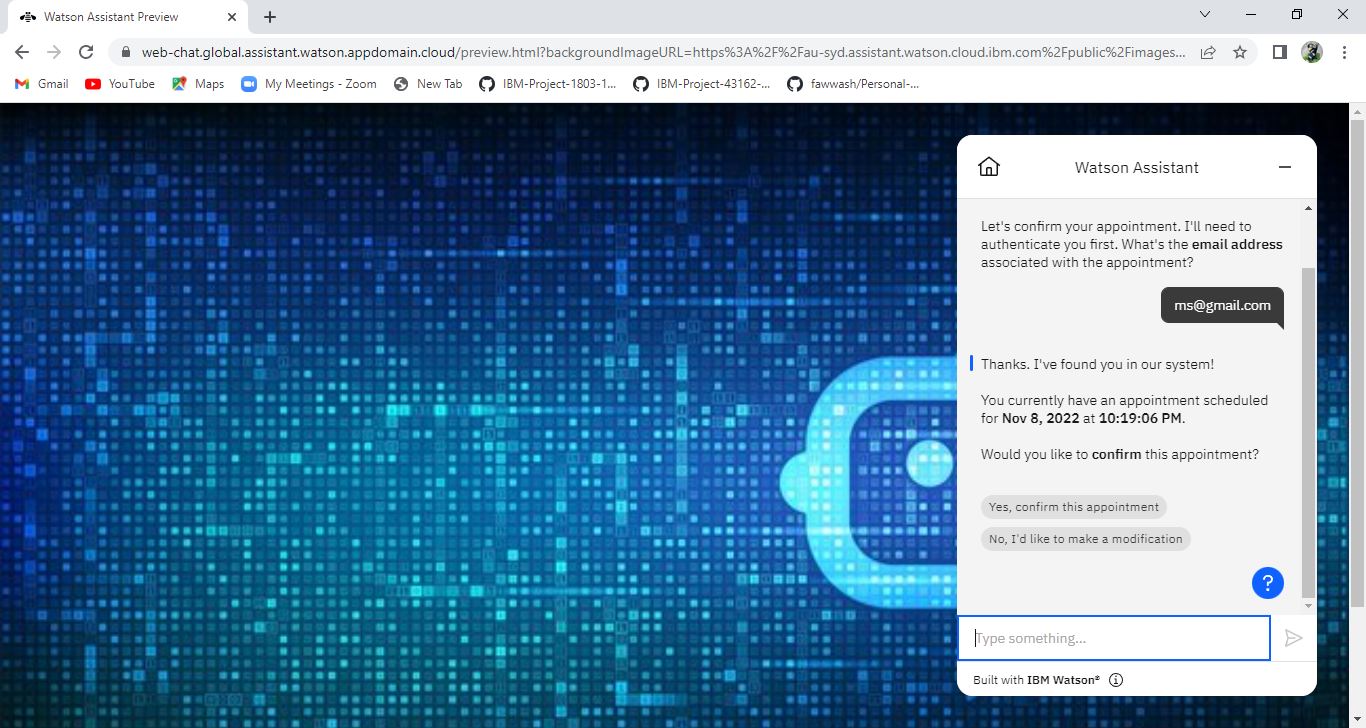 Watson Assistant Preview
web-chat.global.assistant.watson.appdomain.cloud/preview.html?backgroundImageURL=https%3A%2F%2Fau-syd.assistant.watson.cloud.ibm.com%2Fpublic%2Fimages...
Gmail YouTube Maps My Meetings - Zoom New Tab IBM-Project-1803-1... IBM-Project-43162-... fawwash/Personal-...
Watson Assistant
Let's confirm your appointment. I'll need to
authenticate you first. What's the email address
associated with the appointment?
ms@gmail.com
Thanks. I've found you in our system!
You currently have an appointment scheduled
for Nov 8, 2022 at 10:19:06 PM.
Would you like to confirm this appointment?
Yes, confirm this appointment
No, I'd like to make a modification
?
Type something...
Built with IBM Watson®